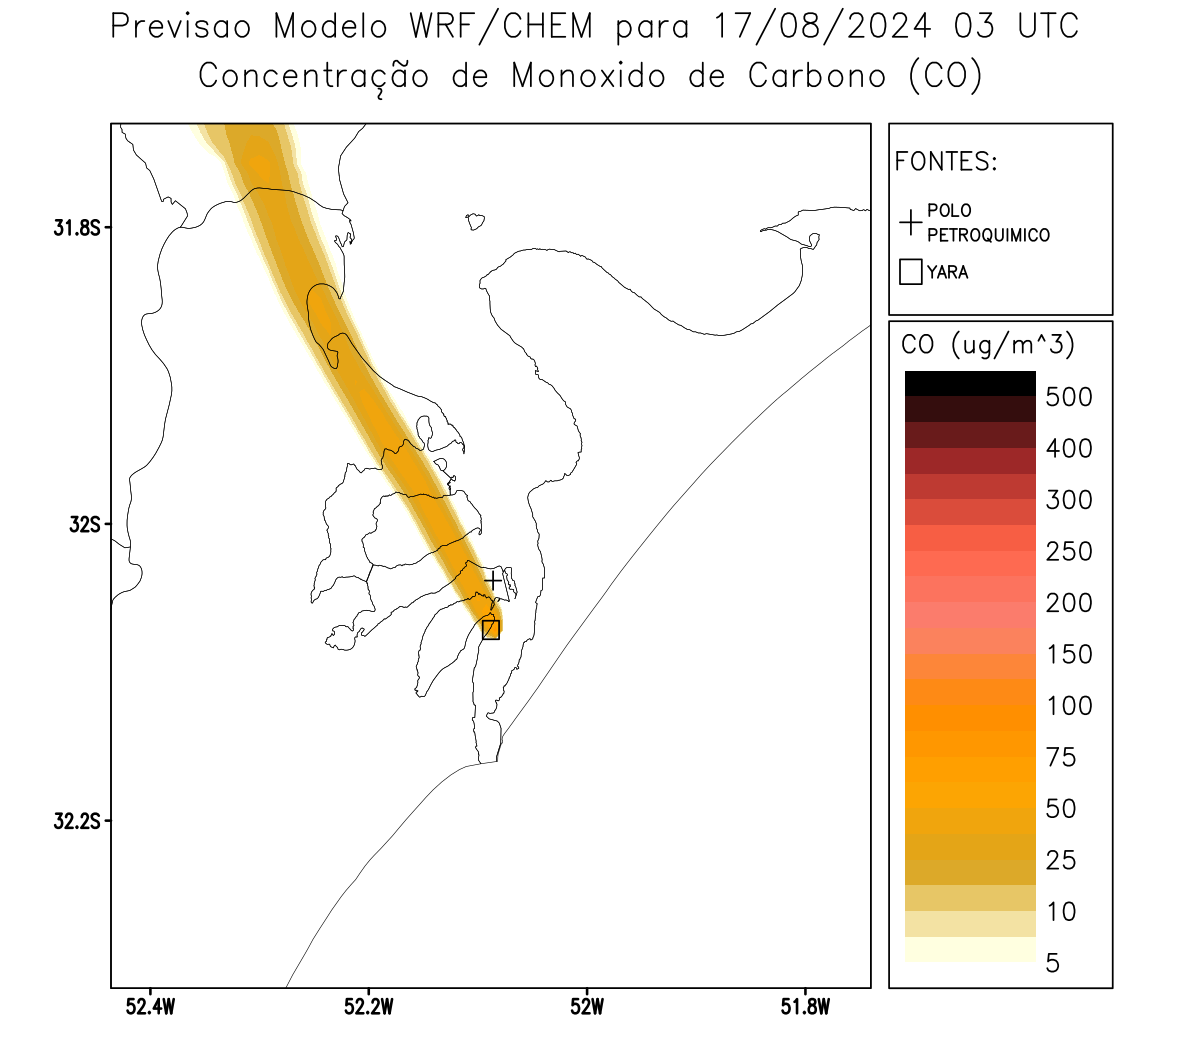 Previsao Modelo WRF/CHEM para 17/08/2024 03 UTC
Concentração de Monoxido de Carbono (CO)
FONTES:
POLO
PETROQUIMICO
YARA
CO (ug/m^3)
500
400
300
250
200
150
100
75
50
25
10
5
31.8S
32S
32.2S
52.4W
52.2W
52W
51.8W